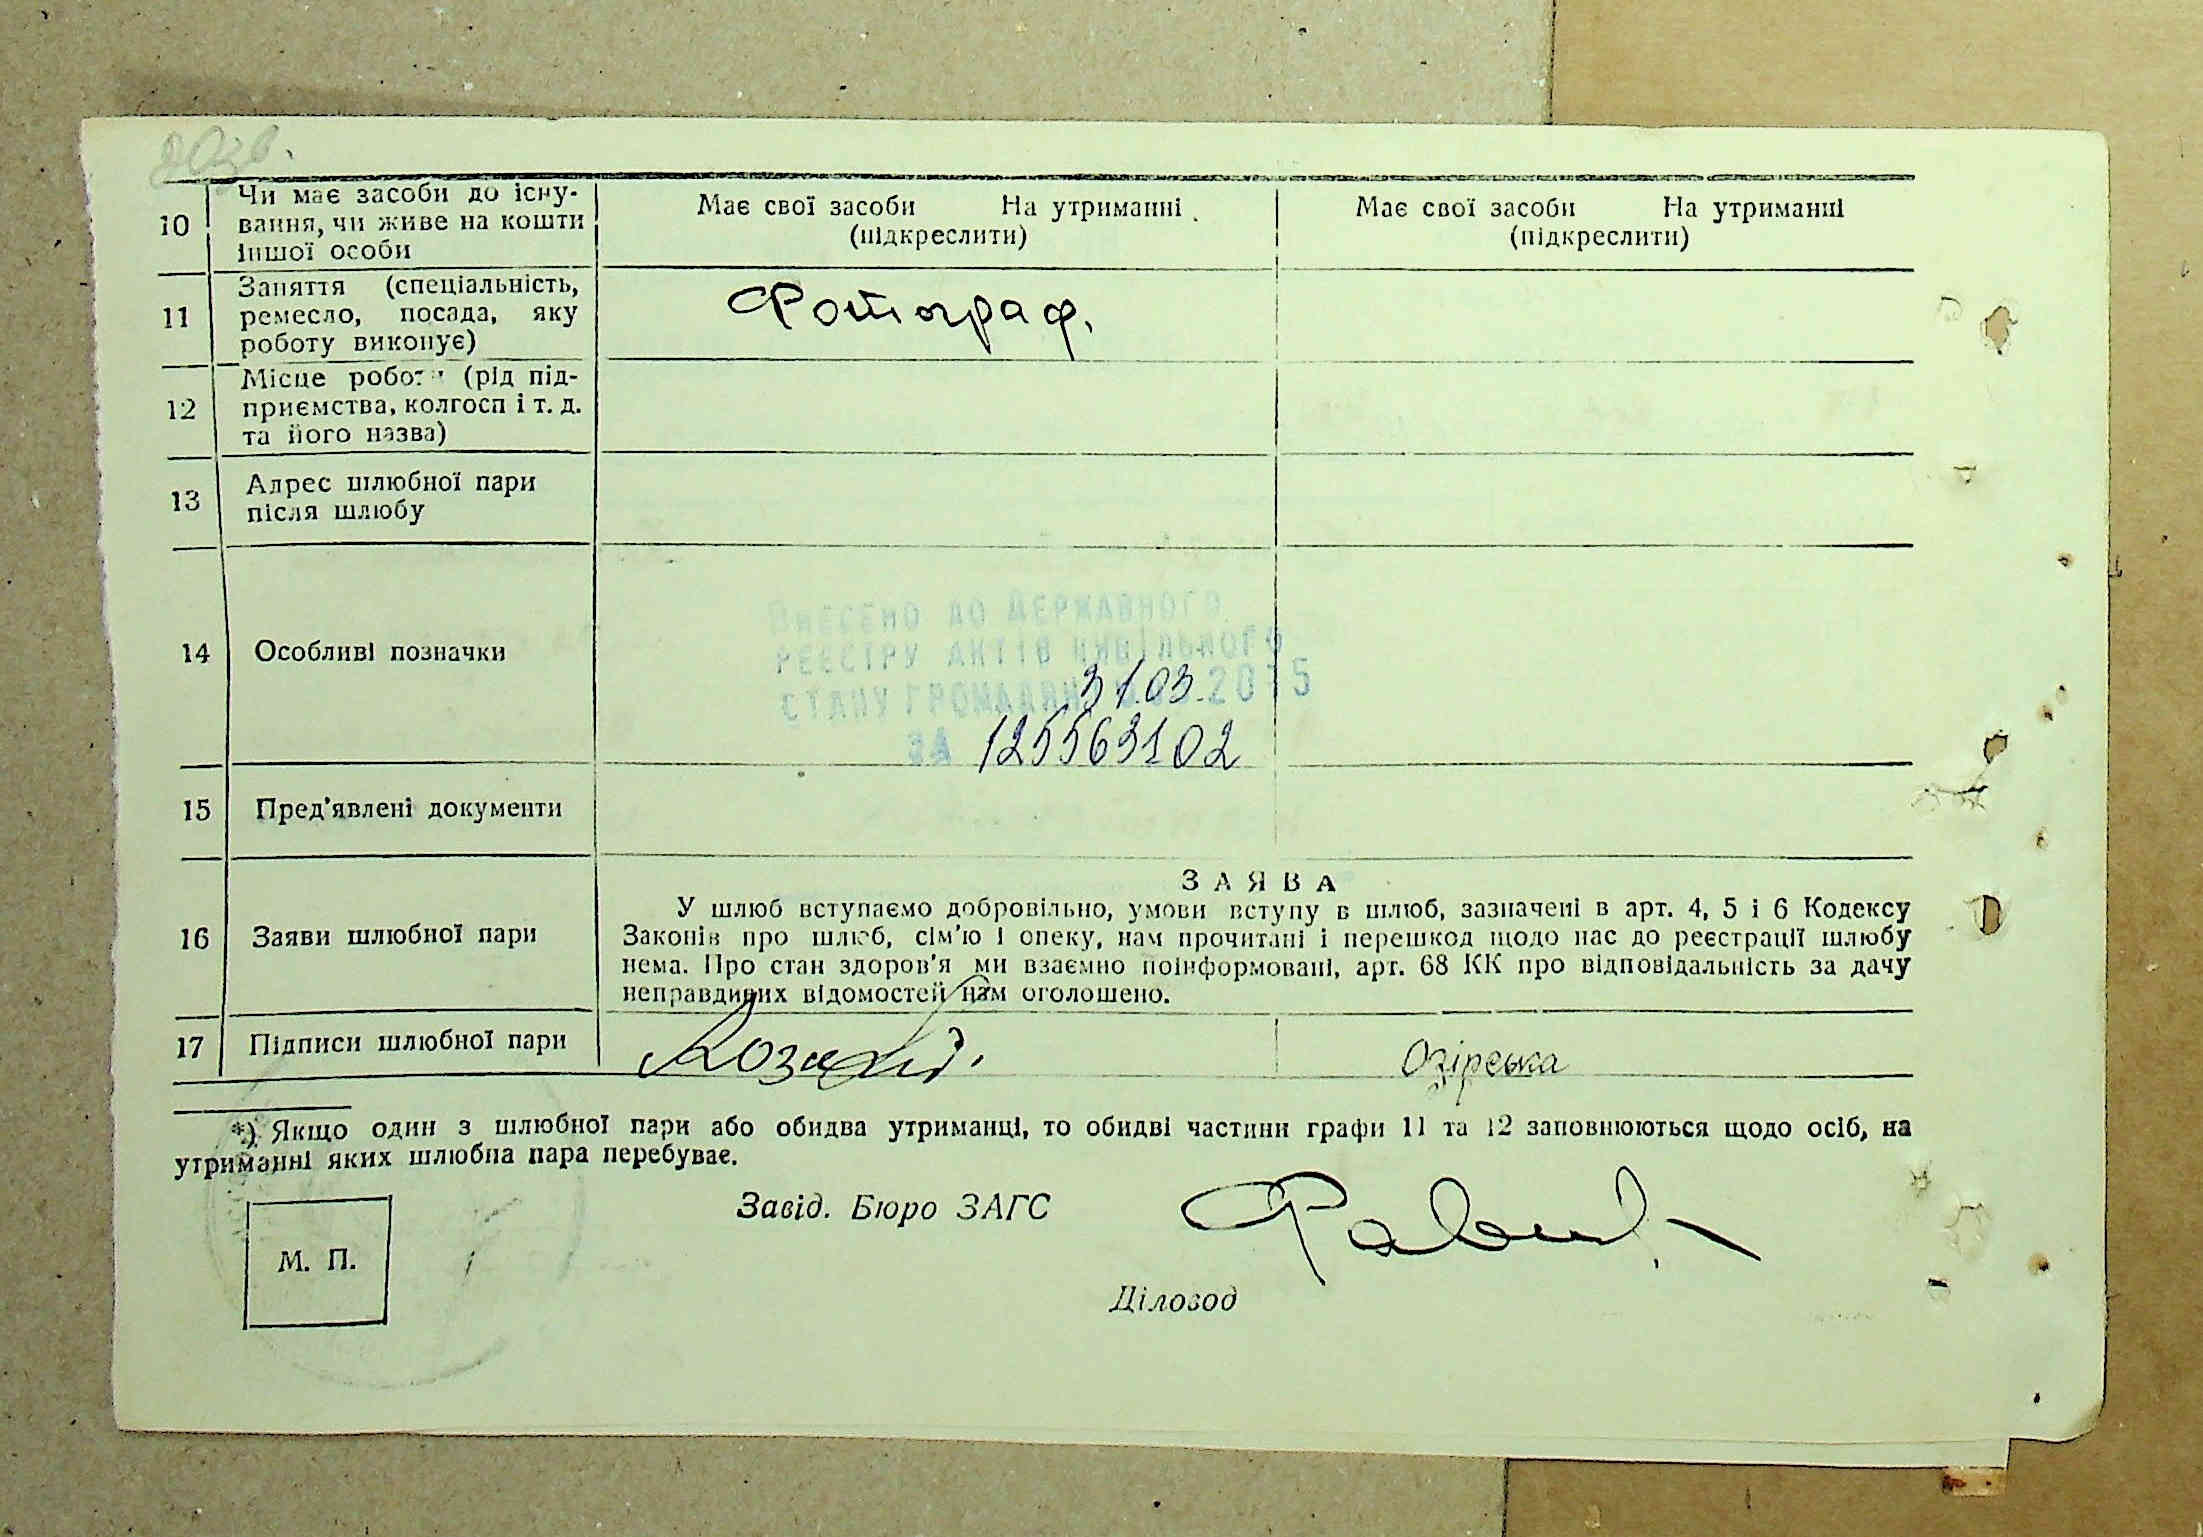 10 Чи має засоби до існу-
вання, чи живе на кошти
іншої особи
Має свої засоби На утриманні
(підкреслити)
Має свої засоби На утриманні
(підкреслити)
11 Заняття (спеціальність,
ремесло, посада, яку
роботу виконує)
Фотограф.
12 Місце роботи (рід під-
приємства, колгосп і т. д.
та його назва)
13 Адрес шлюбної пари
після шлюбу
14 Особливі позначки
ВНЕСЕНО ДО ДЕРЖАВНОГО
РЕЄСТРУ АКТІВ ЦИВІЛЬНОГО
СТАНУ ГРОМАДЯН 31.03.2015
ЗА 125563102
15 Пред'явлені документи
16 Заяви шлюбної пари
ЗАЯВА
У шлюб вступаємо добровільно, умови вступу в шлюб, зазначені в арт. 4, 5 і 6 Кодексу
Законів про шлюб, сім'ю і опеку, нам прочитані і перешкод щодо нас до реєстрації шлюбу
нема. Про стан здоров'я ми взаємно поінформовані, арт. 68 КК про відповідальність за дачу
неправдивих відомостей нам оголошено.
17 Підписи шлюбної пари
Озірська
*) Якщо один з шлюбної пари або обидва утриманці, то обидві частини графи 11 та 12 заповнюються щодо осіб, на
утриманні яких шлюбна пара перебуває.
Завід. Бюро ЗАГС
М. П.
Діловод